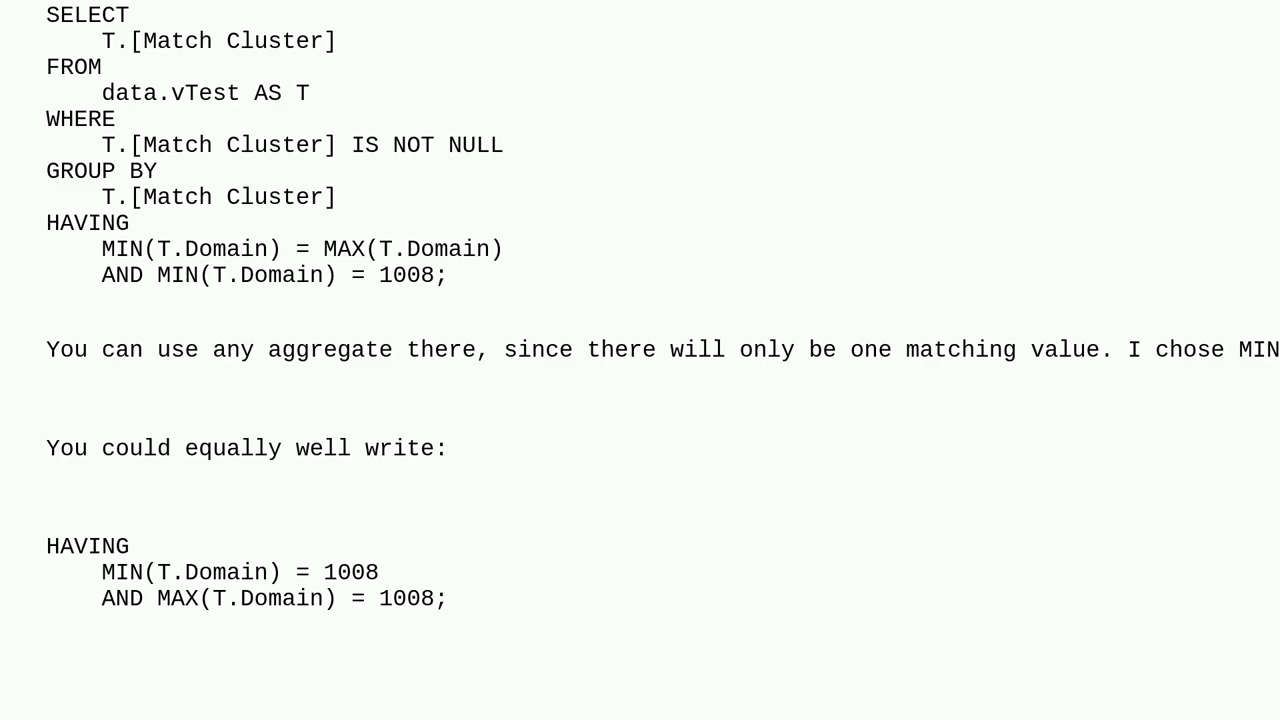 SELECT
    T.[Match Cluster]
FROM
    data.vTest AS T
WHERE
    T.[Match Cluster] IS NOT NULL
GROUP BY
    T.[Match Cluster]
HAVING
    MIN(T.Domain) = MAX(T.Domain)
    AND MIN(T.Domain) = 1008;
You can use any aggregate there, since there will only be one matching value. I chose MIN
You could equally well write:
HAVING
    MIN(T.Domain) = 1008
    AND MAX(T.Domain) = 1008;